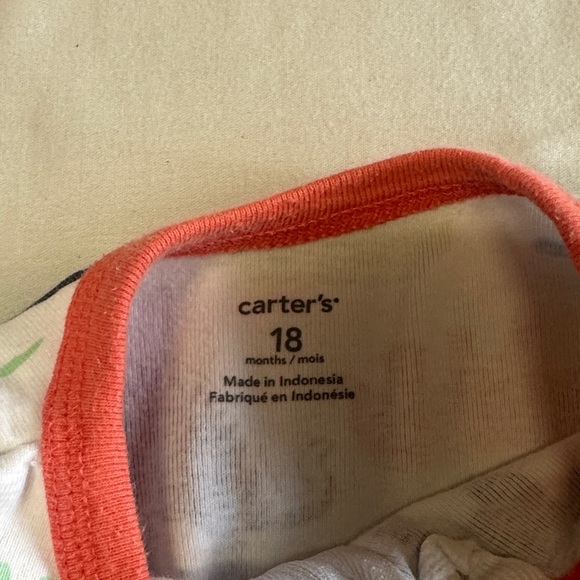 carter's
18
months / mois
Made in Indonesia
Fabriqué en Indonésie